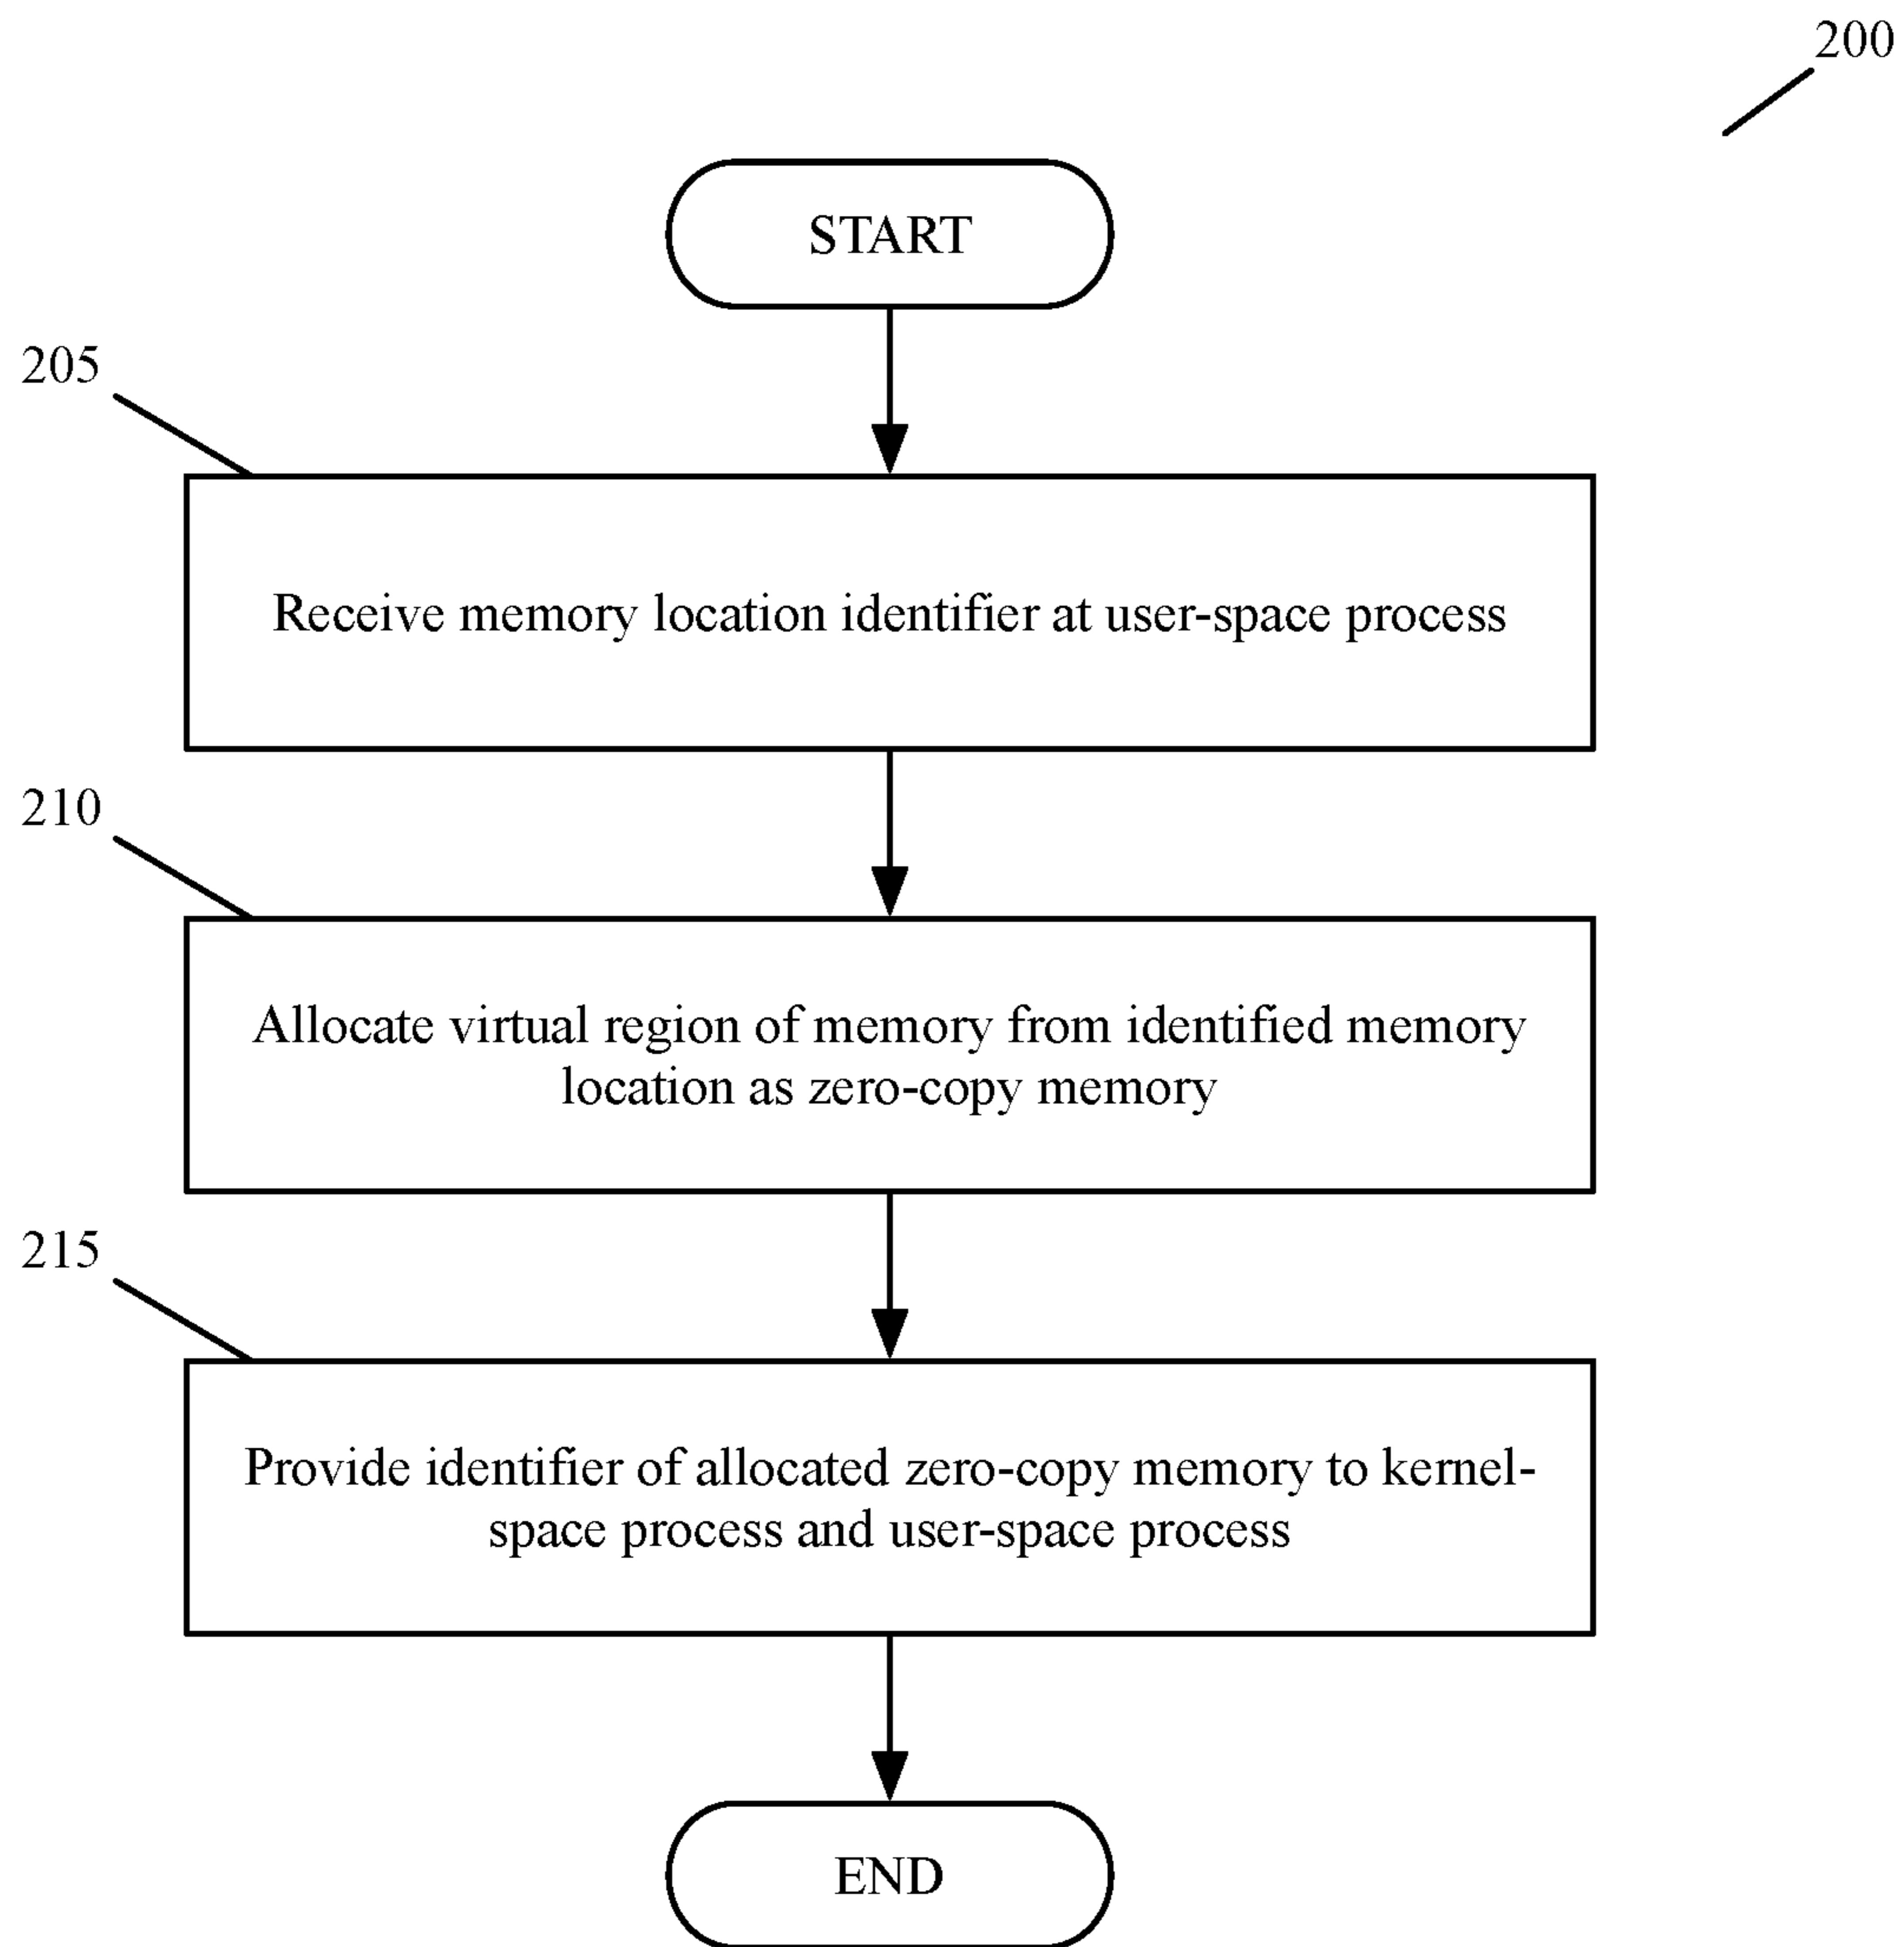 200
START
205
Receive memory location identifier at user-space process
210
Allocate virtual region of memory from identified memory
location as zero-copy memory
215
Provide identifier of allocated zero-copy memory to kernel-
space process and user-space process
END